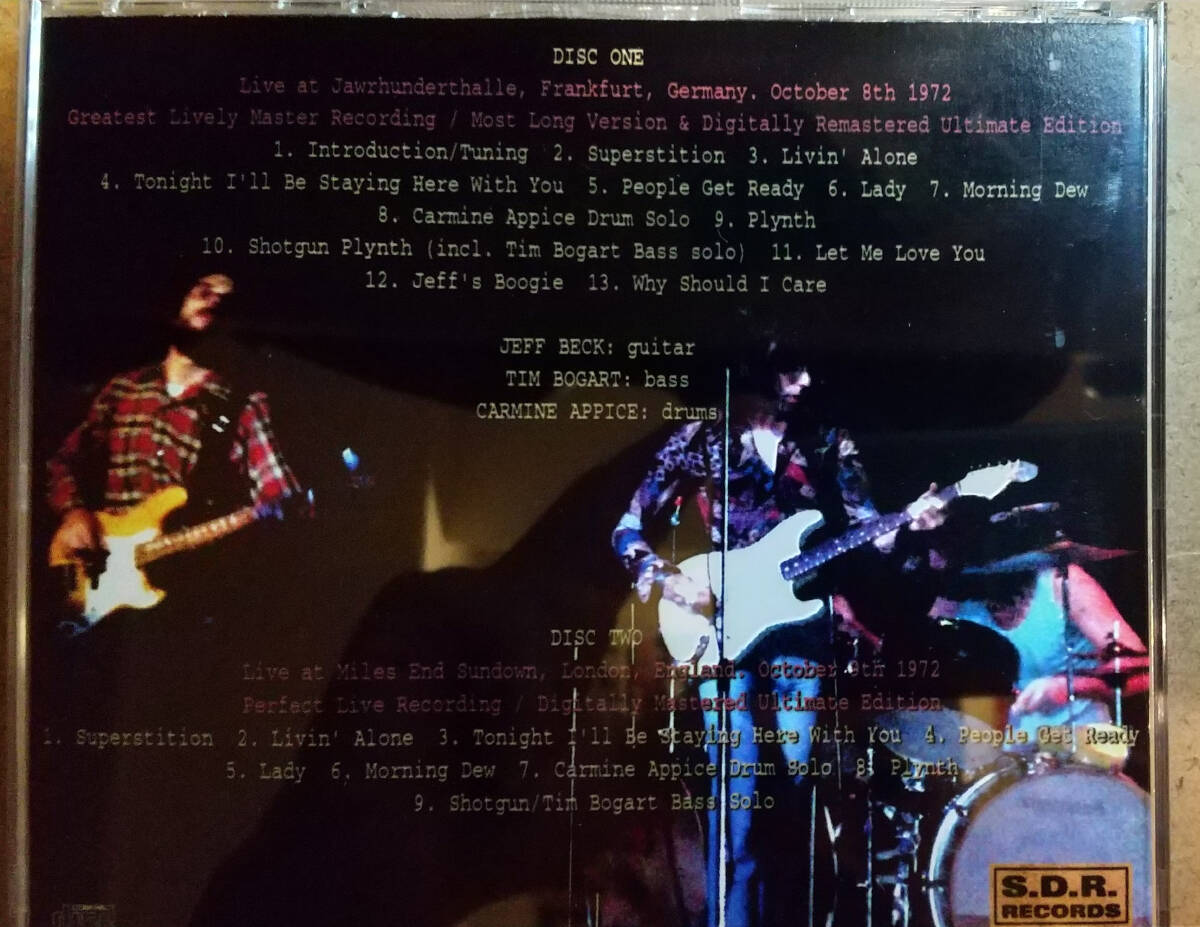 DISC ONE
Live at Jawrhunderthalle, Frankfurt, Germany. October 8th 1972
Greatest Lively Master Recording / Most Long Version & Digitally Remastered Ultimate Edition
1. Introduction/Tuning 2. Superstition 3. Livin' Alone
4. Tonight I'll Be Staying Here With You 5. People Get Ready 6. Lady 7. Morning Dew
8. Carmine Appice Drum Solo 9. Plynth
10. Shotgun Plynth (incl. Tim Bogart Bass solo) 11. Let Me Love You
12. Jeff's Boogie 13. Why Should I Care
JEFF BECK: guitar
TIM BOGART: bass
CARMINE APPICE: drums
DISC TWO
Live at Miles End Sundown, London, England. October 9th 1972
Perfect Live Recording / Digitally Mastered Ultimate Edition
1. Superstition 2. Livin' Alone 3. Tonight I'll Be Staying Here With You 4. People Get Ready
5. Lady 6. Morning Dew 7. Carmine Appice Drum Solo 8. Plynth
9. Shotgun/Tim Bogart Bass Solo
S.D.R.
RECORDS